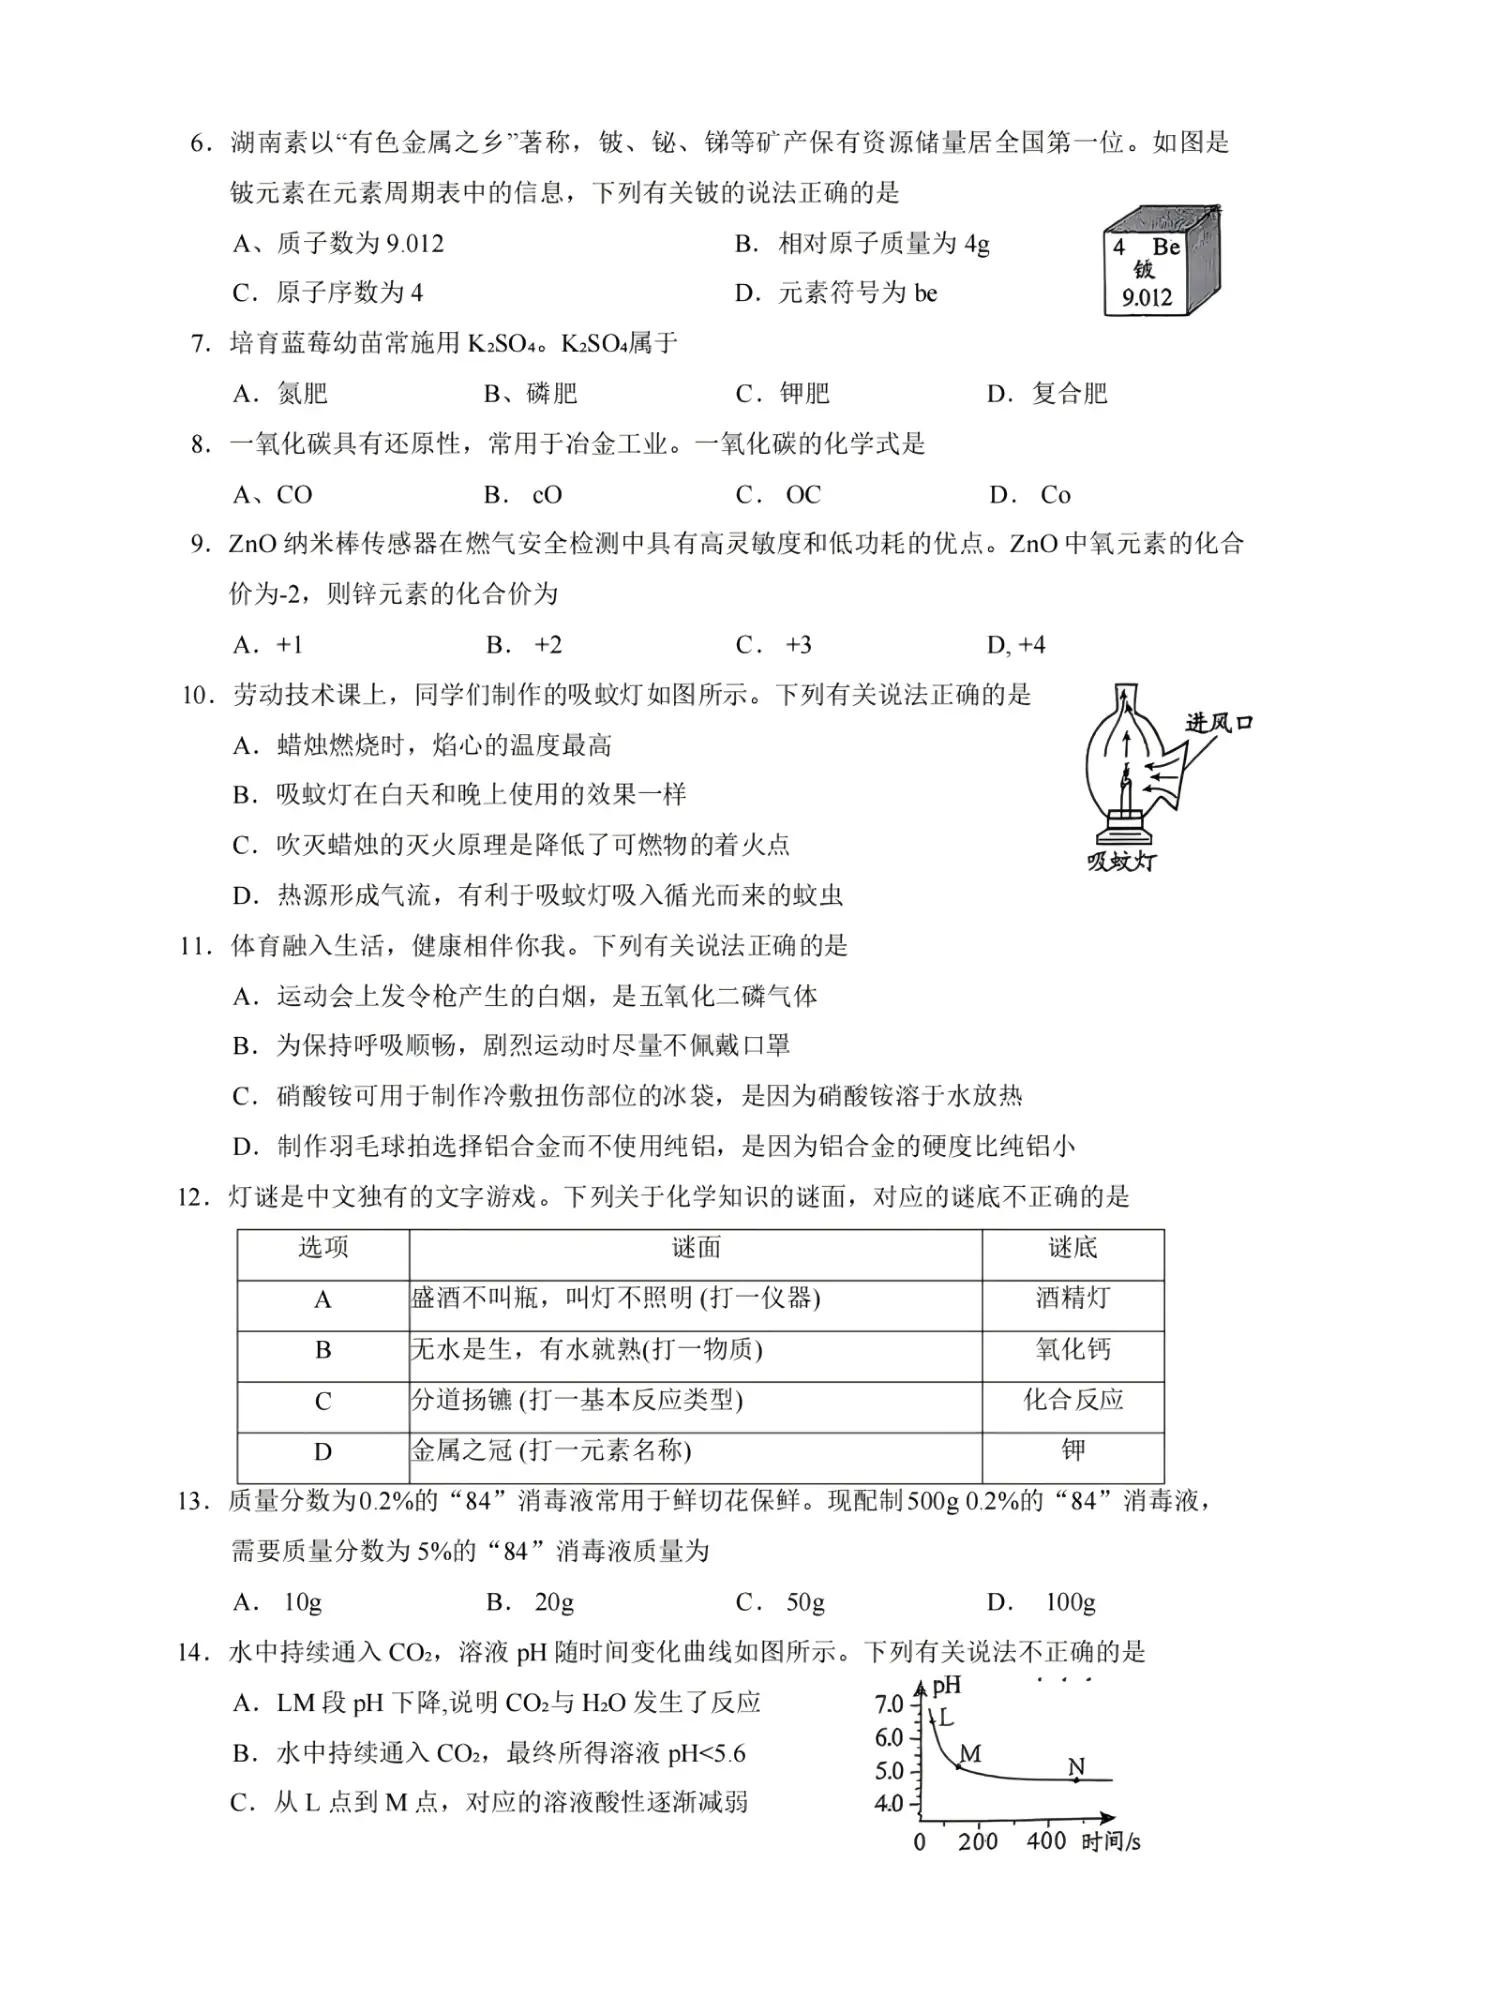 6．湖南素以“有色金属之乡”著称，铍、铋、锑等矿产保有资源储量居全国第一位。如图是
铍元素在元素周期表中的信息，下列有关铍的说法正确的是
A、质子数为9.012 B．相对原子质量为 4g
C．原子序数为 4 D．元素符号为 be
4 Be
铍
9.012
7．培育蓝莓幼苗常施用 K₂SO₄。K₂SO₄属于
A．氮肥 B、磷肥 C．钾肥 D．复合肥
8．一氧化碳具有还原性，常用于冶金工业。一氧化碳的化学式是
A、CO B． cO C． OC D． Co
9．ZnO 纳米棒传感器在燃气安全检测中具有高灵敏度和低功耗的优点。ZnO 中氧元素的化合
价为-2，则锌元素的化合价为
A．+1 B． +2 C． +3 D, +4
10．劳动技术课上，同学们制作的吸蚊灯如图所示。下列有关说法正确的是
A．蜡烛燃烧时，焰心的温度最高
B．吸蚊灯在白天和晚上使用的效果一样
C．吹灭蜡烛的灭火原理是降低了可燃物的着火点
D．热源形成气流，有利于吸蚊灯吸入循光而来的蚊虫
进风口
吸蚊灯
11．体育融入生活，健康相伴你我。下列有关说法正确的是
A．运动会上发令枪产生的白烟，是五氧化二磷气体
B．为保持呼吸顺畅，剧烈运动时尽量不佩戴口罩
C．硝酸铵可用于制作冷敷扭伤部位的冰袋，是因为硝酸铵溶于水放热
D．制作羽毛球拍选择铝合金而不使用纯铝，是因为铝合金的硬度比纯铝小
12．灯谜是中文独有的文字游戏。下列关于化学知识的谜面，对应的谜底不正确的是
选项 谜面 谜底
A 盛酒不叫瓶，叫灯不照明 (打一仪器) 酒精灯
B 无水是生，有水就熟(打一物质) 氧化钙
C 分道扬镳 (打一基本反应类型) 化合反应
D 金属之冠 (打一元素名称) 钾
13．质量分数为0.2%的“84”消毒液常用于鲜切花保鲜。现配制500g 0.2%的“84”消毒液，
需要质量分数为 5%的“84”消毒液质量为
A． 10g B． 20g C． 50g D． 100g
14．水中持续通入 CO₂，溶液 pH 随时间变化曲线如图所示。下列有关说法不正确的是
A．LM 段 pH 下降,说明 CO₂与 H₂O 发生了反应
B．水中持续通入 CO₂，最终所得溶液 pH<5.6
C．从 L 点到 M 点，对应的溶液酸性逐渐减弱
pH
7.0 L
6.0
5.0 M N
4.0
0 200 400 时间/s